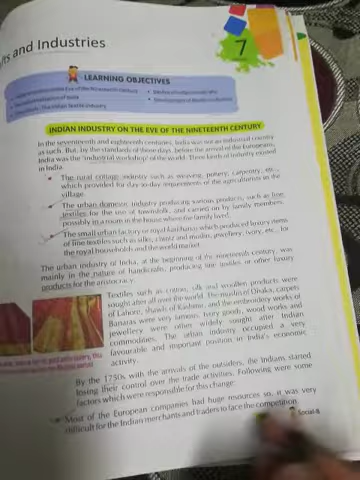 fts and Industries
7
LEARNING OBJECTIVES
INDIAN INDUSTRY ON THE EVE OF THE NINETEENTH CENTURY
In the seventeenth and eighteenth centuries, India was not an industrial country
as such. But, by the standards of those days, before the arrival of the Europeans,
India was the 'industrial workshop' of the world. Three kinds of industry existed
in India.
The rural cottage industry such as weaving, pottery, carpentry, etc.,
which provided for day-to-day requirements of the agriculturists in the
village.
The urban domestic industry producing various products, such as fine
textiles for the use of townsfolk, and carried on by family members
possibly in a room in the house where the family lived.
The small urban factory or royal karkhana, which produced luxury items
of fine textiles such as silks, and muslin, jewellery, ivory, etc., for
the royal households and the world market.
The urban industry of India, at the beginning of the nineteenth century, was
mainly in the nature of handicrafts, producing fine textiles or other luxury
products for the aristocracy.
Textiles such as cotton, silk and woollen products were
sought after all over the world. The muslin of Dhaka, carpets
of Lahore, shawls of Kashmir, and the embroidery works of
Banaras were very famous. Ivory goods, wood works and
jewellery were other widely sought after Indian
commodities. The urban industry occupied a very
favourable and important position in India's economic
activity.
By the 1750s, with the arrivals of the outsiders, the Indians started
losing their control over the trade activities. Following were some
factors which were responsible for this change:
Most of the European companies had huge resources so, it was very
difficult for the Indian merchants and traders to face the competition.
Social-8